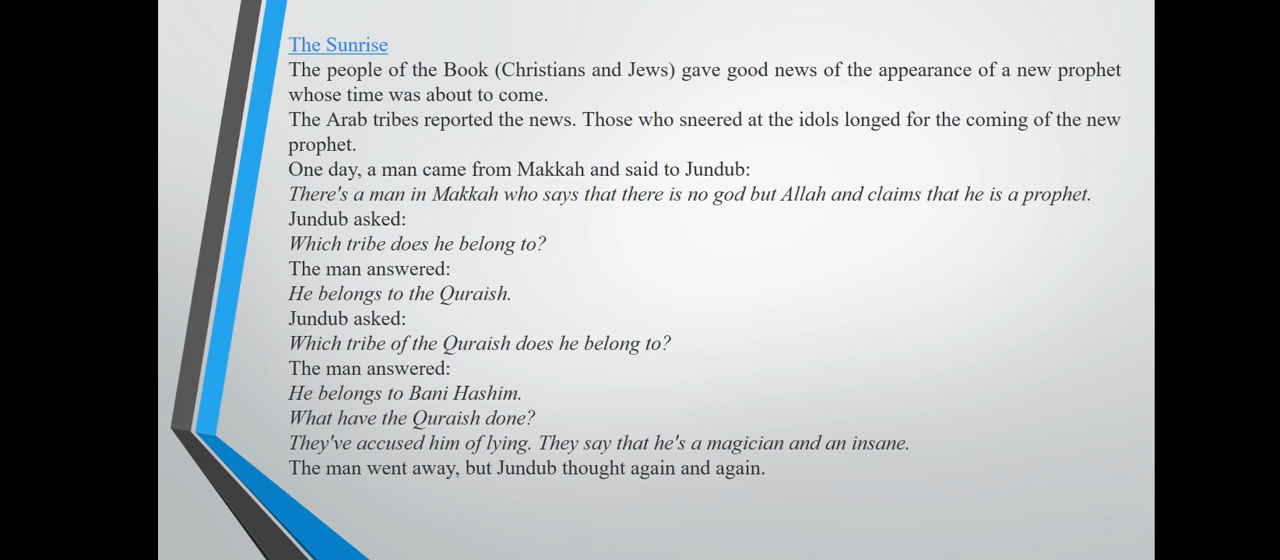 The Sunrise
The people of the Book (Christians and Jews) gave good news of the appearance of a new prophet
whose time was about to come.
The Arab tribes reported the news. Those who sneered at the idols longed for the coming of the new
prophet.
One day, a man came from Makkah and said to Jundub:
There's a man in Makkah who says that there is no god but Allah and claims that he is a prophet.
Jundub asked:
Which tribe does he belong to?
The man answered:
He belongs to the Quraish.
Jundub asked:
Which tribe of the Quraish does he belong to?
The man answered:
He belongs to Bani Hashim.
What have the Quraish done?
They've accused him of lying. They say that he's a magician and an insane.
The man went away, but Jundub thought again and again.